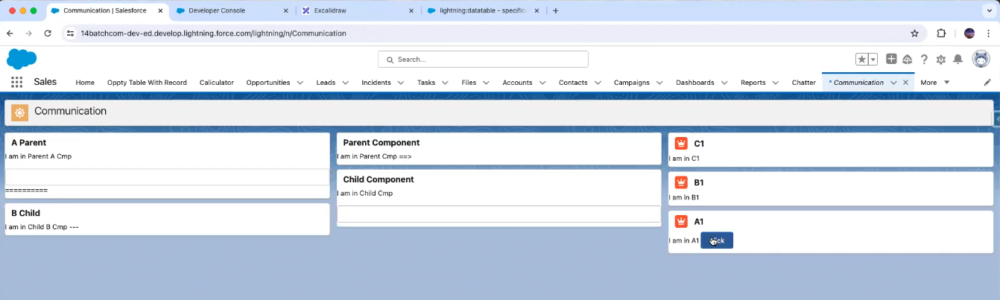 Communication | Salesforce
Developer Console
Excalidraw
lightning:datatable - specific
14batchcom-dev-ed.develop.lightning.force.com/lightning/n/Communication
Search...
Sales Home Oppty Table With Record Calculator Opportunities Leads Incidents Tasks Files Accounts Contacts Campaigns Dashboards Reports Chatter * Communication More
Communication
A Parent
I am in Parent A Cmp
==========
B Child
I am in Child B Cmp ---
Parent Component
I am in Parent Cmp ==>
Child Component
I am in Child Cmp
C1
I am in C1
B1
I am in B1
A1
I am in A1